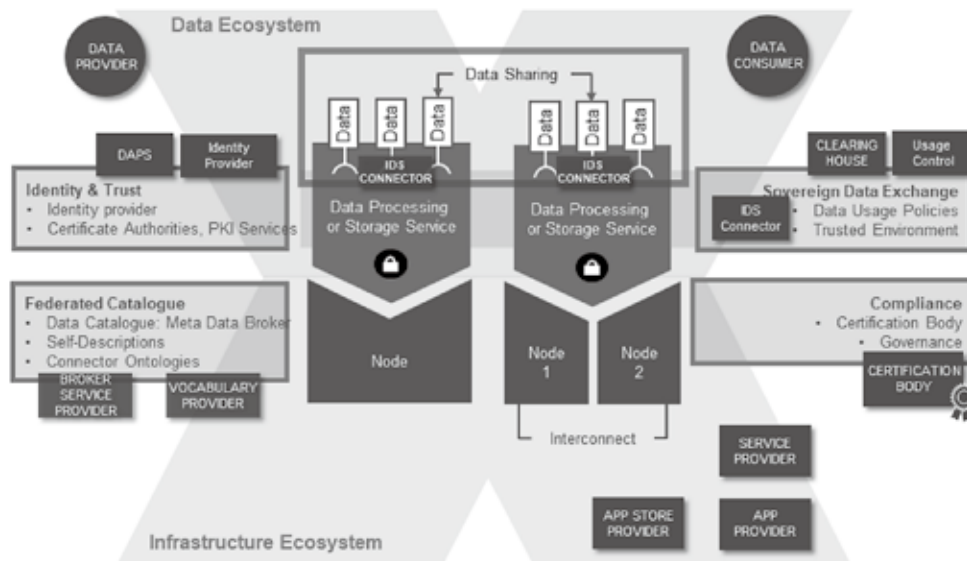 Data Ecosystem
DATA
PROVIDER
DATA
CONSUMER
Data Sharing
Data
Data
Data
Data
Data
Data
IDS
CONNECTOR
IDS
CONNECTOR
DAPS
Identity
Provider
CLEARING
HOUSE
Usage
Control
Identity & Trust
• Identity provider
• Certificate Authorities, PKI Services
Data Processing
or Storage Service
Data Processing
or Storage Service
Sovereign Data Exchange
IDS
Connector
• Data Usage Policies
• Trusted Environment
Federated Catalogue
• Data Catalogue: Meta Data Broker
• Self-Descriptions
• Connector Ontologies
BROKER
SERVICE
PROVIDER
VOCABULARY
PROVIDER
Node
Node
1
Node
2
Interconnect
Compliance
• Certification Body
• Governance
CERTIFICATION
BODY
SERVICE
PROVIDER
APP STORE
PROVIDER
APP
PROVIDER
Infrastructure Ecosystem